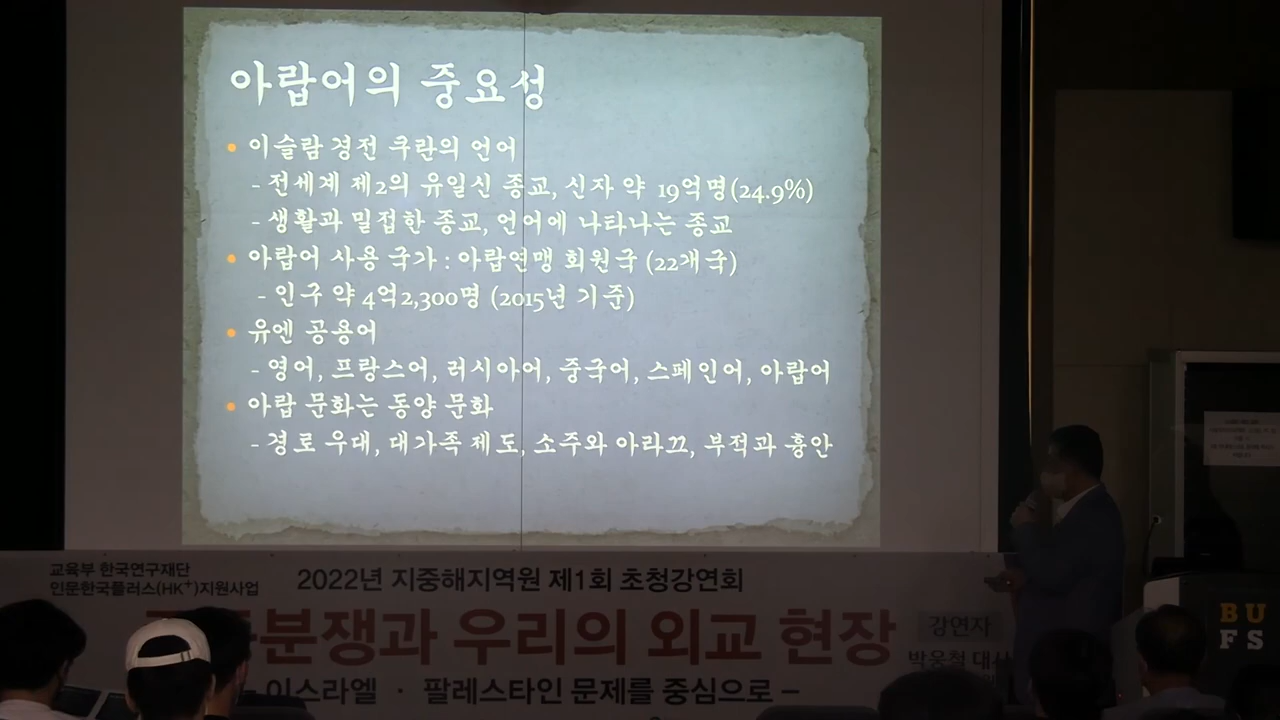 아랍어의 중요성
• 이슬람 경전 쿠란의 언어
- 전세계 제2의 유일신 종교, 신자 약 19억명(24.9%)
- 생활과 밀접한 종교, 언어에 나타나는 종교
• 아랍어 사용 국가 : 아랍연맹 회원국 (22개국)
- 인구 약 4억2,300명 (2015년 기준)
• 유엔 공용어
- 영어, 프랑스어, 러시아어, 중국어, 스페인어, 아랍어
• 아랍 문화는 동양 문화
- 경로 우대, 대가족 제도, 소주와 아라끄, 부적과 흉안
교육부 한국연구재단
인문한국플러스(HK+)지원사업
2022년 지중해지역원 제1회 초청강연회
분쟁과 우리의 외교 현장
강연자
박웅철 대사
- 이스라엘 · 팔레스타인 문제를 중심으로 -
BU
FS